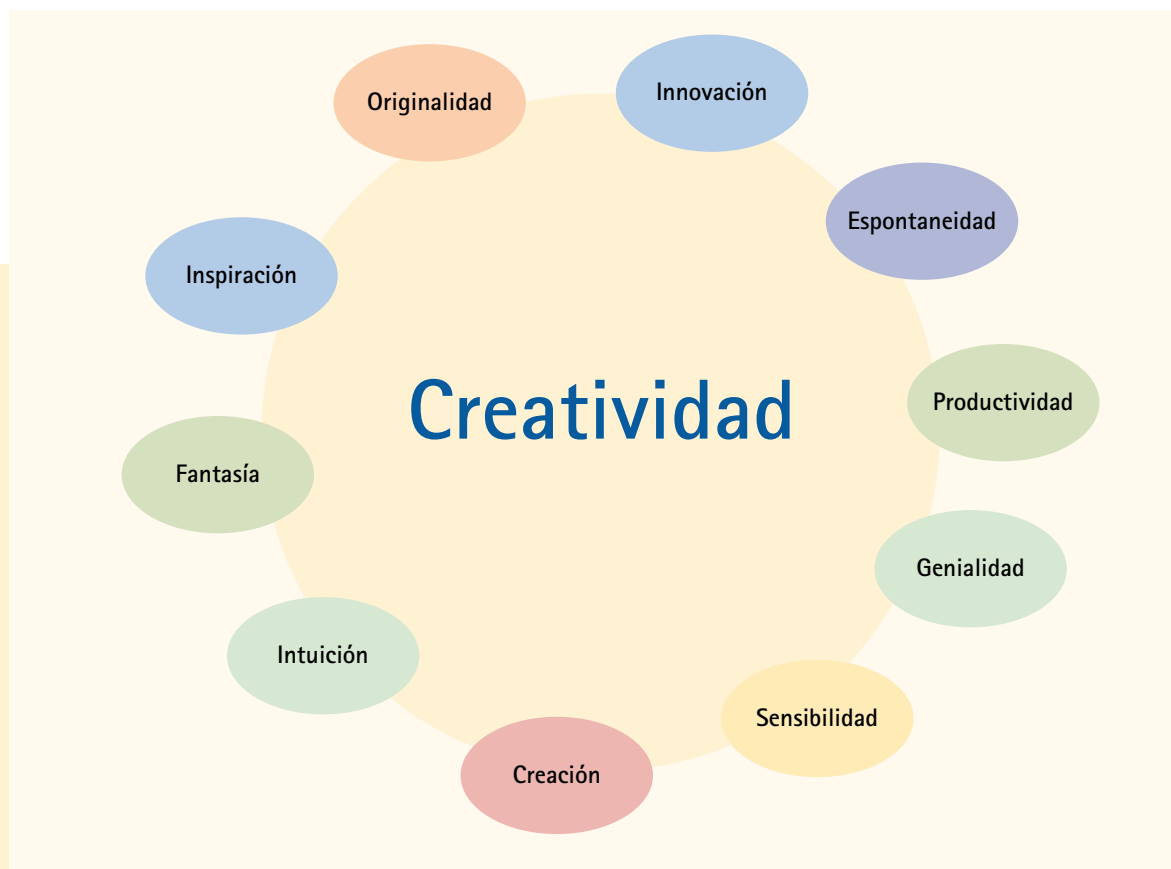 Originalidad
Innovación
Espontaneidad
Inspiración
Creatividad
Productividad
Fantasía
Genialidad
Intuición
Sensibilidad
Creación